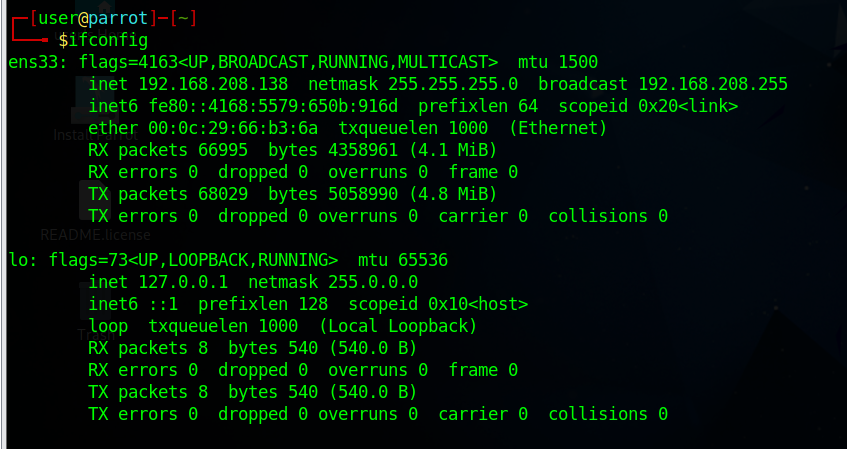 [user@parrot]─[~]
$ifconfig
ens33: flags=4163<UP,BROADCAST,RUNNING,MULTICAST>  mtu 1500
        inet 192.168.208.138  netmask 255.255.255.0  broadcast 192.168.208.255
        inet6 fe80::4168:5579:650b:916d  prefixlen 64  scopeid 0x20<link>
        ether 00:0c:29:66:b3:6a  txqueuelen 1000  (Ethernet)
        RX packets 66995  bytes 4358961 (4.1 MiB)
        RX errors 0  dropped 0  overruns 0  frame 0
        TX packets 68029  bytes 5058990 (4.8 MiB)
        TX errors 0  dropped 0 overruns 0  carrier 0  collisions 0
README.license
lo: flags=73<UP,LOOPBACK,RUNNING>  mtu 65536
        inet 127.0.0.1  netmask 255.0.0.0
        inet6 ::1  prefixlen 128  scopeid 0x10<host>
        loop  txqueuelen 1000  (Local Loopback)
        RX packets 8  bytes 540 (540.0 B)
        RX errors 0  dropped 0  overruns 0  frame 0
        TX packets 8  bytes 540 (540.0 B)
        TX errors 0  dropped 0 overruns 0  carrier 0  collisions 0